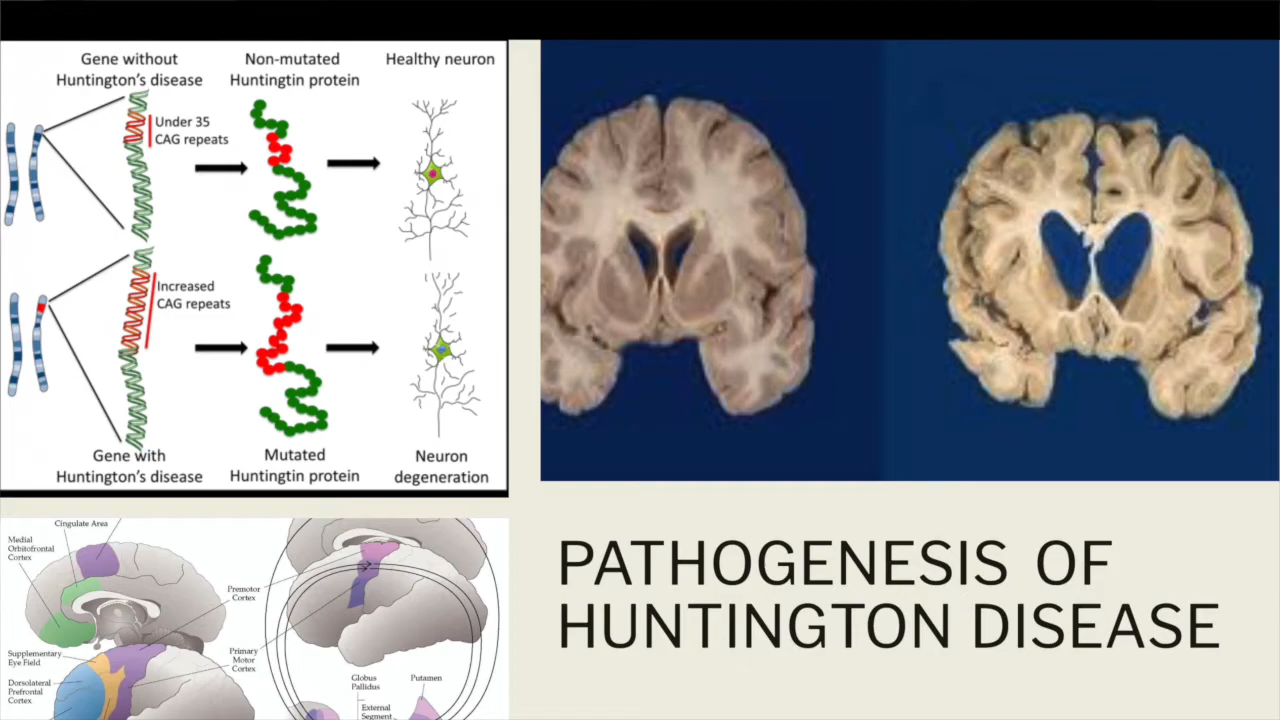 Gene without
Huntington's disease
Non-mutated
Huntingtin protein
Healthy neuron
Under 35
CAG repeats
Increased
CAG repeats
Gene with
Huntington's disease
Mutated
Huntingtin protein
Neuron
degeneration
Cingulate Area
Medial
Orbitofrontal
Cortex
Premotor
Cortex
Supplementary
Eye Field
Primary
Motor
Cortex
Dorsolateral
Prefrontal
Cortex
Globus
Pallidus
Putamen
External
Segment
PATHOGENESIS OF
HUNTINGTON DISEASE